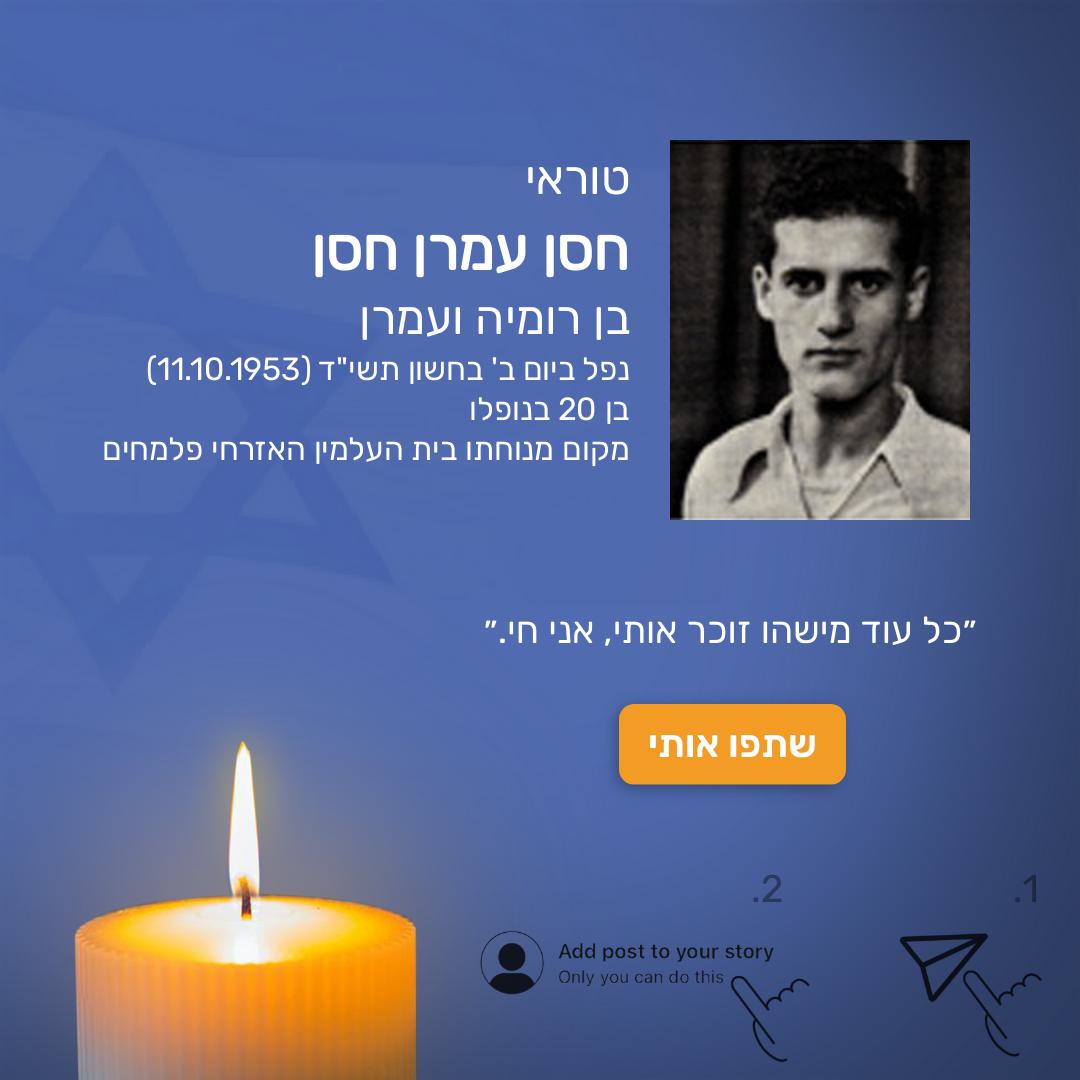 טוראי
חסן עמרן חסן
בן רומיה ועמרן
נפל ביום ב' בחשון תשי"ד (11.10.1953)
בן 20 בנופלו
מקום מנוחתו בית העלמין האזרחי פלמחים
״כל עוד מישהו זוכר אותי, אני חי.״
שתפו אותי
.1
.2
Add post to your story
Only you can do this